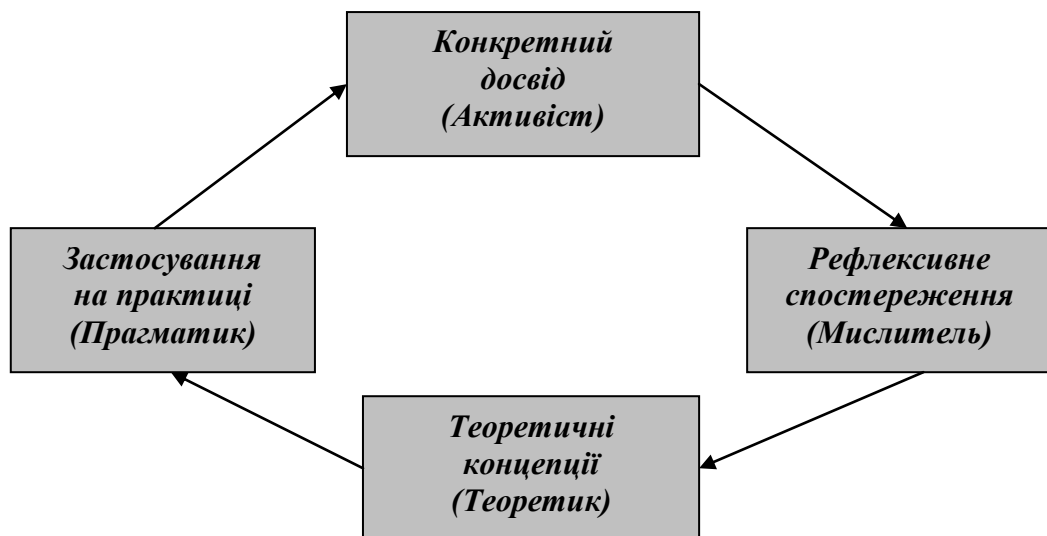 Конкретний
досвід
(Активіст)
Застосування
на практиці
(Прагматик)
Рефлексивне
спостереження
(Мислитель)
Теоретичні
концепції
(Теоретик)